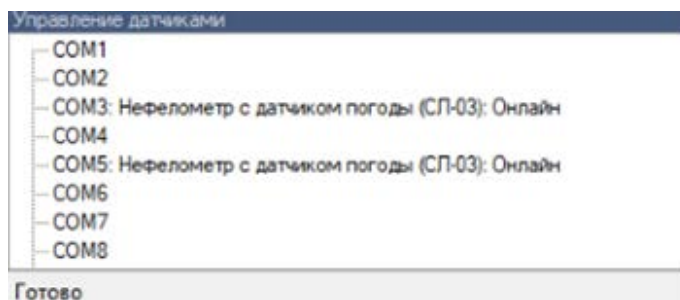 Управление датчиками
COM1
COM2
COM3: Нефелометр с датчиком погоды (СЛ-03): Онлайн
COM4
COM5: Нефелометр с датчиком погоды (СЛ-03): Онлайн
COM6
COM7
COM8
Готово